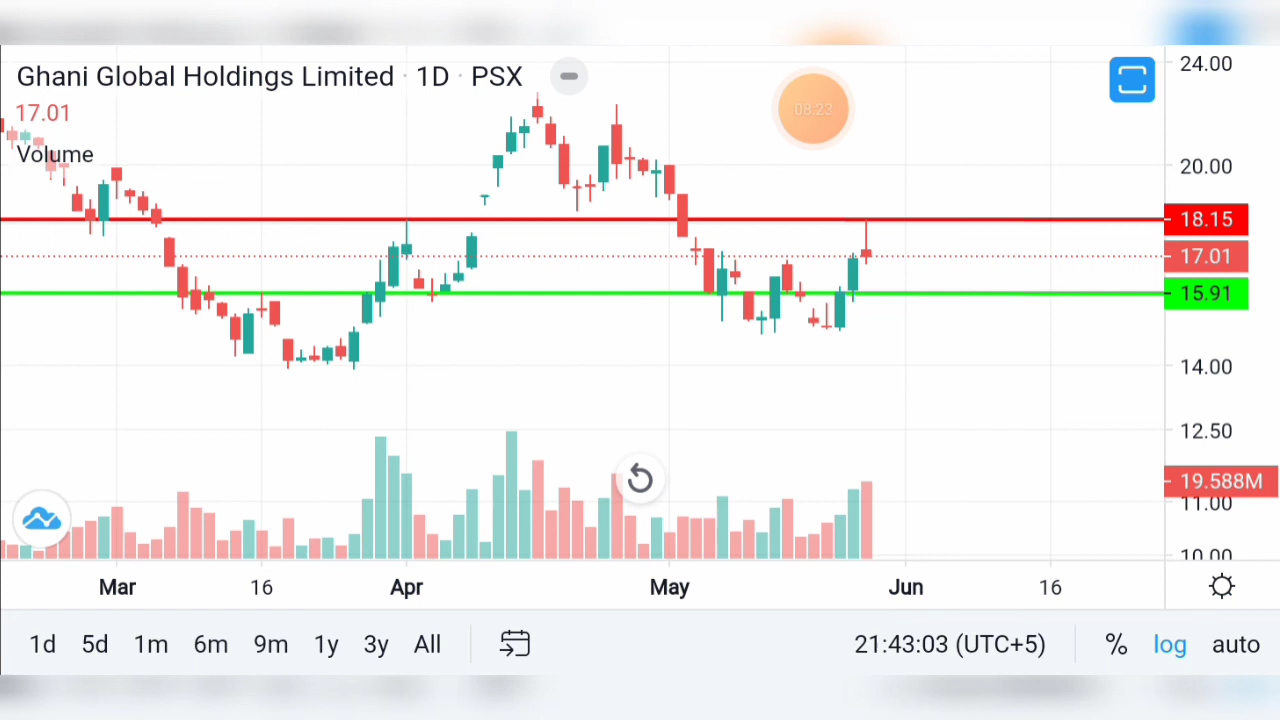 Ghani Global Holdings Limited · 1D · PSX
17.01
Volume
08:23
24.00
20.00
18.15
17.01
15.91
14.00
12.50
19.588M
11.00
10.00
Mar 16 Apr May Jun 16
1d 5d 1m 6m 9m 1y 3y All
21:43:03 (UTC+5) % log auto